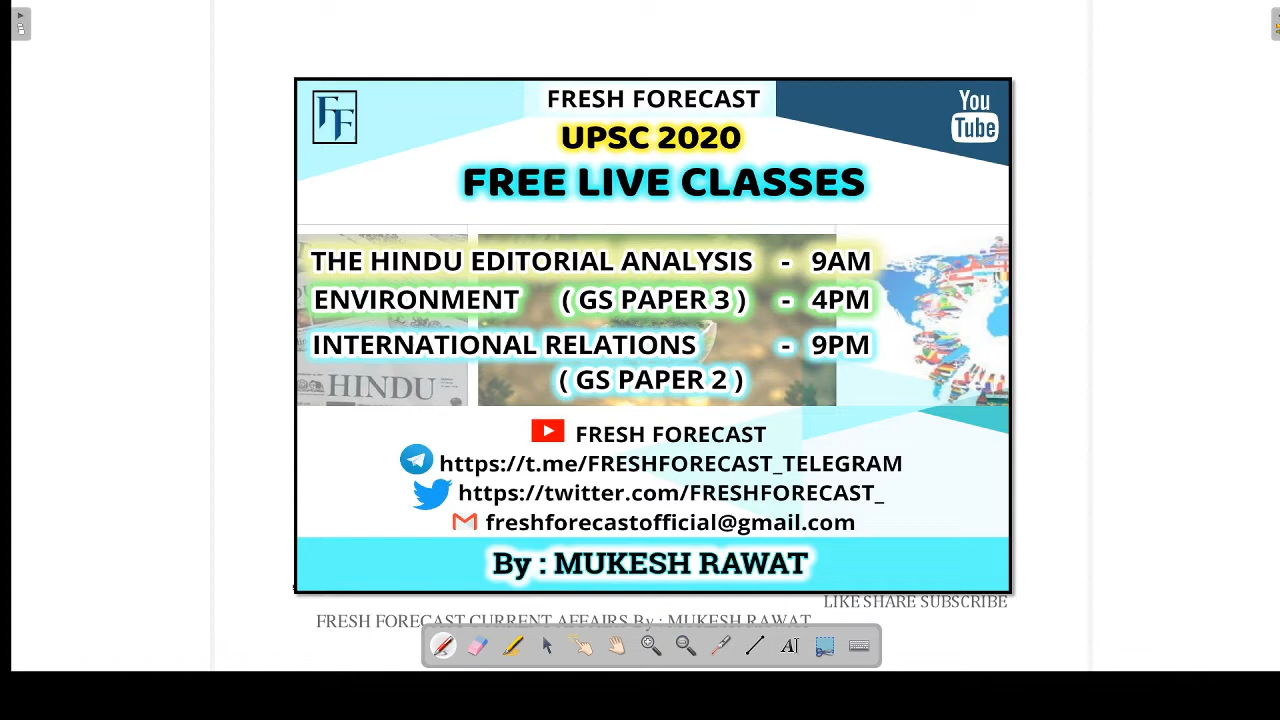 FF
You
Tube
FRESH FORECAST
UPSC 2020
FREE LIVE CLASSES
THE HINDU EDITORIAL ANALYSIS - 9AM
ENVIRONMENT ( GS PAPER 3 ) - 4PM
INTERNATIONAL RELATIONS - 9PM
( GS PAPER 2 )
HINDU
FRESH FORECAST
https://t.me/FRESHFORECAST_TELEGRAM
https://twitter.com/FRESHFORECAST_
freshforecastofficial@gmail.com
By : MUKESH RAWAT
LIKE SHARE SUBSCRIBE
FRESH FORECAST CURRENT AFFAIRS By : MUKESH RAWAT
AI